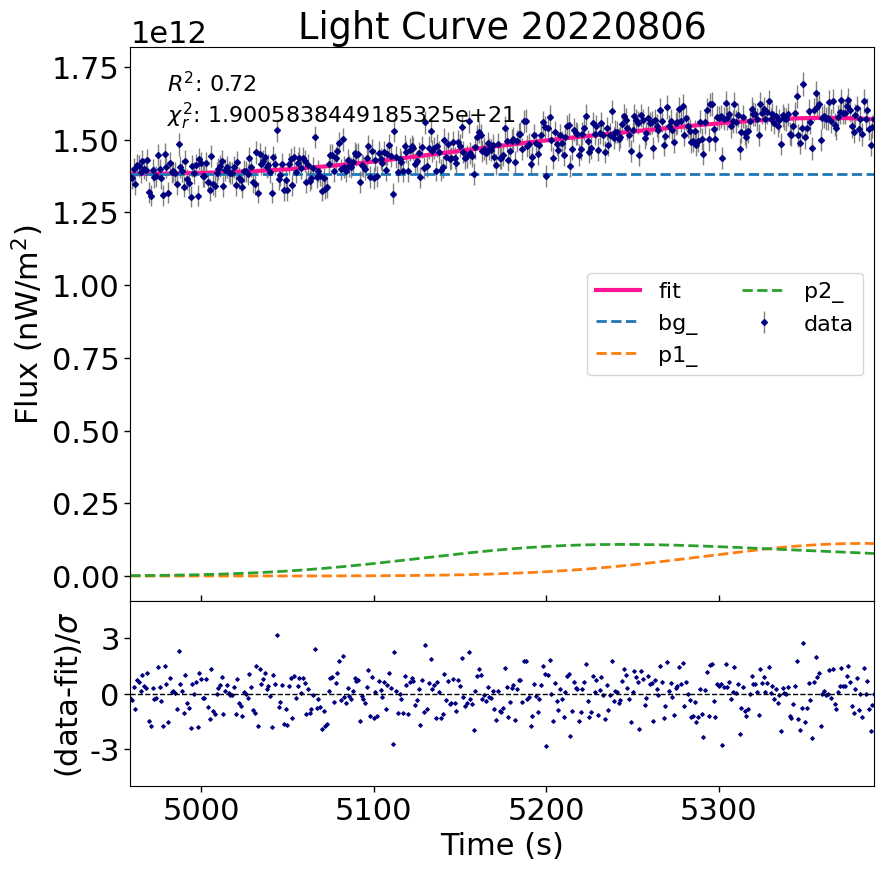 Light Curve 20220806
1e12
R²: 0.72
χ²ᵣ: 1.9005838449185325e+21
1.75
1.50
1.25
1.00
0.75
0.50
0.25
0.00
Flux (nW/m²)
fit
bg_
p1_
p2_
data
3
0
-3
(data-fit)/σ
5000 5100 5200 5300
Time (s)